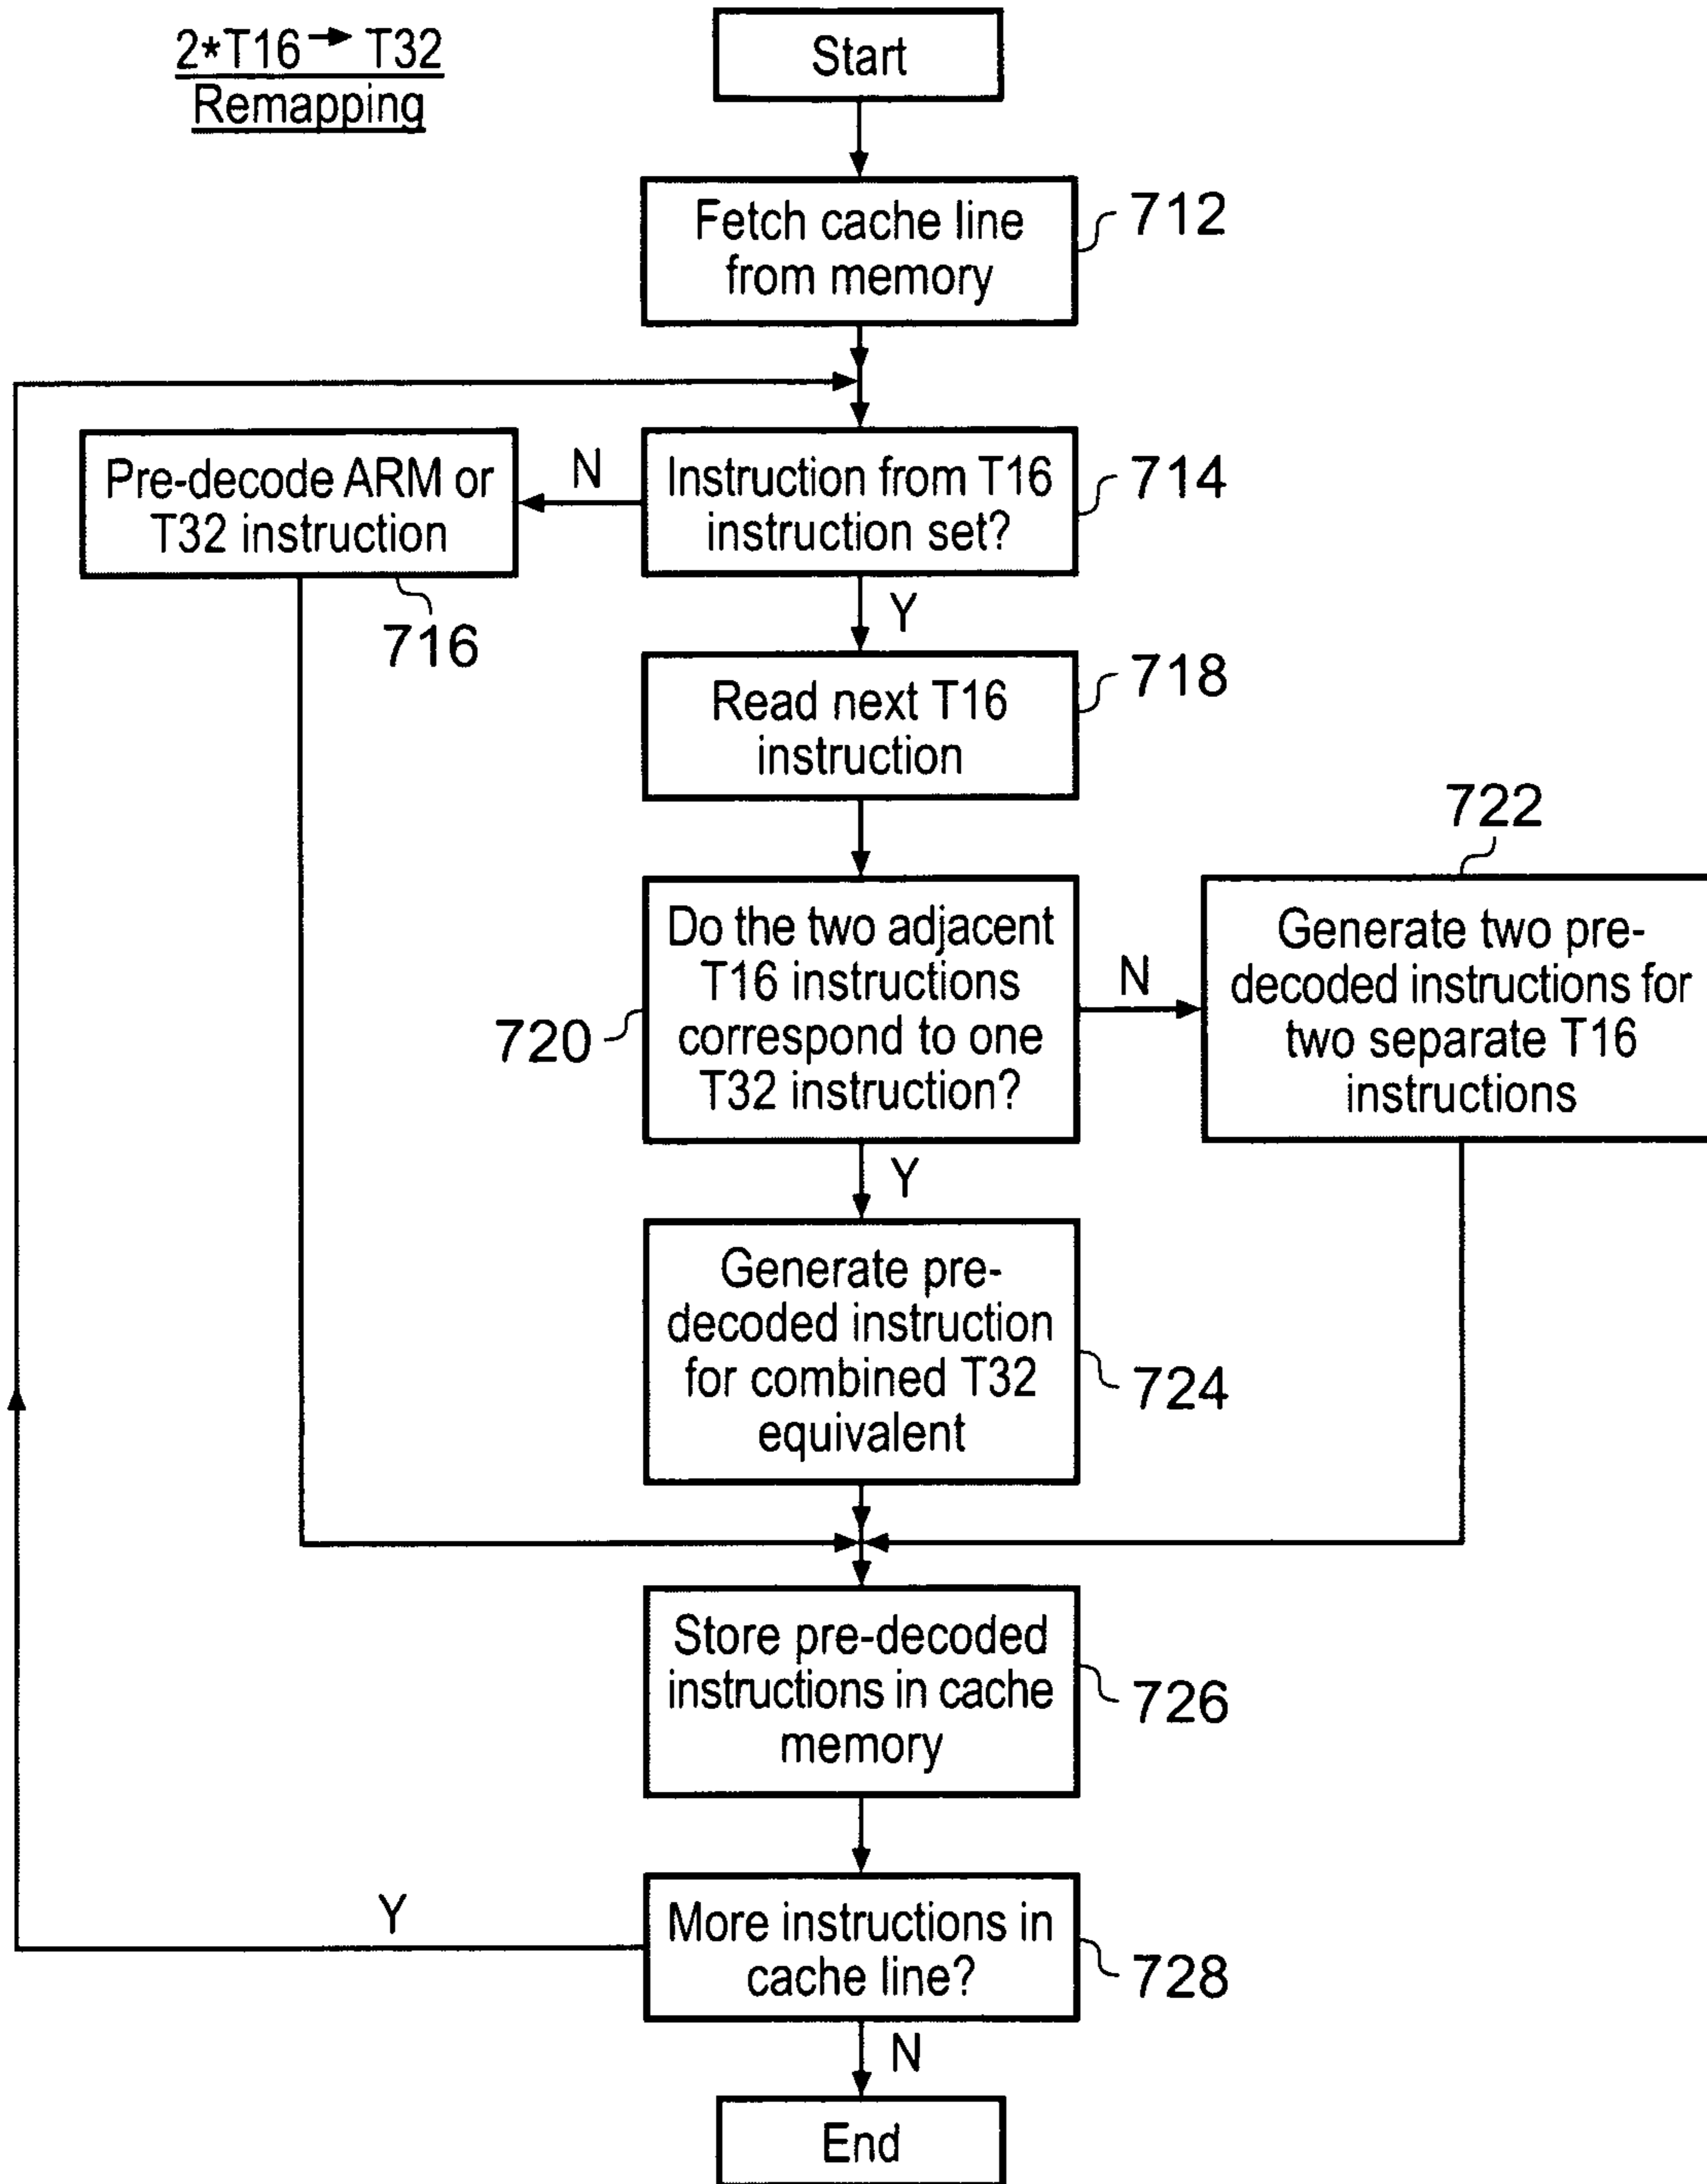 2*T16 → T32
Remapping
Start
Fetch cache line
from memory
712
Instruction from T16
instruction set?
714
N
Pre-decode ARM or
T32 instruction
716
Y
Read next T16
instruction
718
Do the two adjacent
T16 instructions
correspond to one
T32 instruction?
720
N
722
Generate two pre-
decoded instructions for
two separate T16
instructions
Y
Generate pre-
decoded instruction
for combined T32
equivalent
724
Store pre-decoded
instructions in cache
memory
726
More instructions in
cache line?
728
Y
N
End